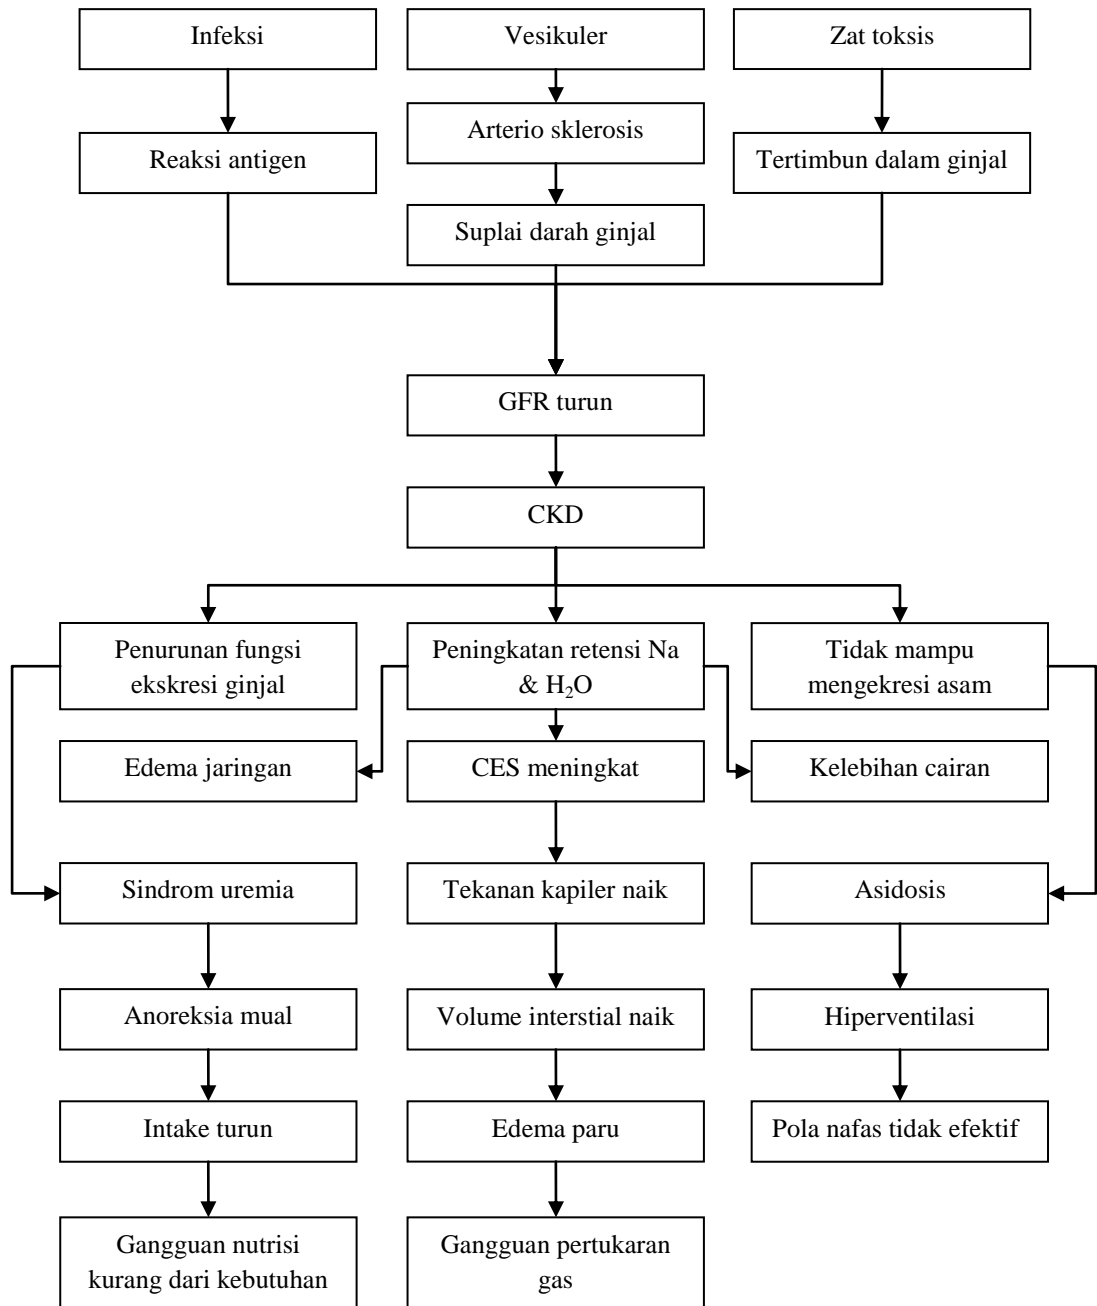 Infeksi
Vesikuler
Zat toksis
Arterio sklerosis
Reaksi antigen
Tertimbun dalam ginjal
Suplai darah ginjal
GFR turun
CKD
Penurunan fungsi
ekskresi ginjal
Peningkatan retensi Na
& H₂O
Tidak mampu
mengekresi asam
Edema jaringan
CES meningkat
Kelebihan cairan
Sindrom uremia
Tekanan kapiler naik
Asidosis
Anoreksia mual
Volume interstial naik
Hiperventilasi
Intake turun
Edema paru
Pola nafas tidak efektif
Gangguan nutrisi
kurang dari kebutuhan
Gangguan pertukaran
gas